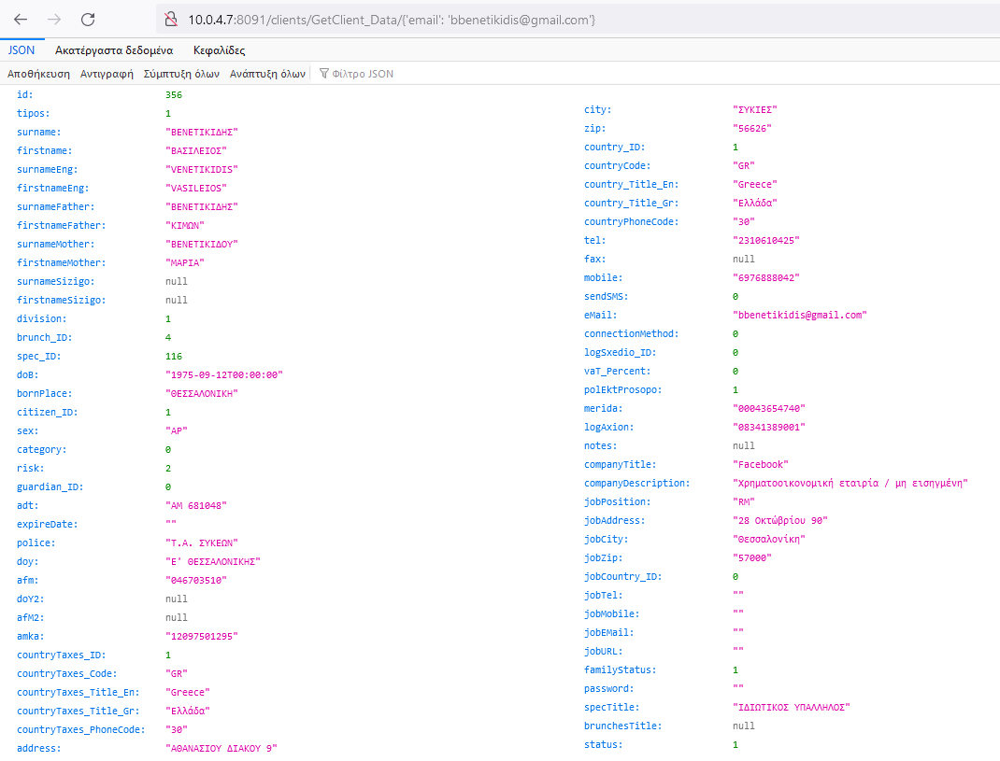 10.0.4.7:8091/clients/GetClient_Data/{'email': 'bbenetikidis@gmail.com'}
JSON Ακατέργαστα δεδομένα Κεφαλίδες
Αποθήκευση Αντιγραφή Σύμπτυξη όλων Ανάπτυξη όλων Φίλτρο JSON
id: 356
tipos: 1
surname: "ΒΕΝΕΤΙΚΙΔΗΣ"
firstname: "ΒΑΣΙΛΕΙΟΣ"
surnameEng: "VENETIKIDIS"
firstnameEng: "VASILEIOS"
surnameFather: "ΒΕΝΕΤΙΚΙΔΗΣ"
firstnameFather: "ΚΙΜΩΝ"
surnameMother: "ΒΕΝΕΤΙΚΙΔΟΥ"
firstnameMother: "ΜΑΡΙΑ"
surnameSizigo: null
firstnameSizigo: null
division: 1
brunch_ID: 4
spec_ID: 116
doB: "1975-09-12T00:00:00"
bornPlace: "ΘΕΣΣΑΛΟΝΙΚΗ"
citizen_ID: 1
sex: "ΑΡ"
category: 0
risk: 2
guardian_ID: 0
adt: "ΑΜ 681048"
expireDate: ""
police: "Τ.Α. ΣΥΚΕΩΝ"
doy: "Ε' ΘΕΣΣΑΛΟΝΙΚΗΣ"
afm: "046703510"
doY2: null
afM2: null
amka: "12097501295"
countryTaxes_ID: 1
countryTaxes_Code: "GR"
countryTaxes_Title_En: "Greece"
countryTaxes_Title_Gr: "Ελλάδα"
countryTaxes_PhoneCode: "30"
address: "ΑΘΑΝΑΣΙΟΥ ΔΙΑΚΟΥ 9"
city: "ΣΥΚΙΕΣ"
zip: "56626"
country_ID: 1
countryCode: "GR"
country_Title_En: "Greece"
country_Title_Gr: "Ελλάδα"
countryPhoneCode: "30"
tel: "2310610425"
fax: null
mobile: "6976888042"
sendSMS: 0
eMail: "bbenetikidis@gmail.com"
connectionMethod: 0
logSxedio_ID: 0
vaT_Percent: 0
polEktProsopo: 1
merida: "00043654740"
logAxion: "08341389001"
notes: null
companyTitle: "Facebook"
companyDescription: "Χρηματοοικονομική εταιρία / μη εισηγμένη"
jobPosition: "RM"
jobAddress: "28 Οκτώβρίου 90"
jobCity: "Θεσσαλονίκη"
jobZip: "57000"
jobCountry_ID: 0
jobTel: ""
jobMobile: ""
jobEMail: ""
jobURL: ""
familyStatus: 1
password: ""
specTitle: "ΙΔΙΩΤΙΚΟΣ ΥΠΑΛΛΗΛΟΣ"
brunchesTitle: null
status: 1